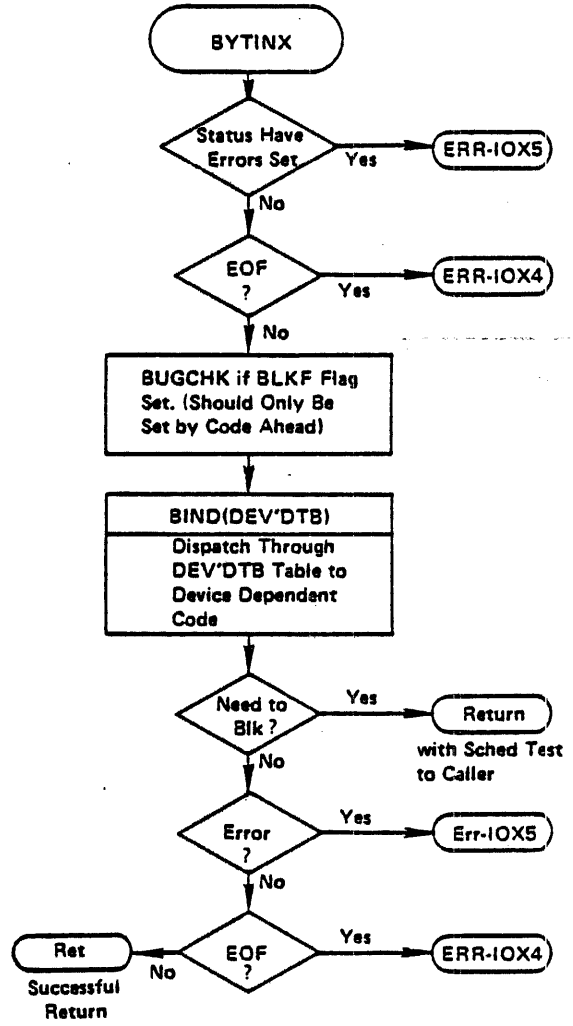 BYTINX
Status Have
Errors Set
Yes
ERR-IOX5
No
EOF
?
Yes
ERR-IOX4
No
BUGCHK if BLKF Flag
Set. (Should Only Be
Set by Code Ahead)
BIND(DEV'DTB)
Dispatch Through
DEV'DTB Table to
Device Dependent
Code
Need to
Blk ?
Yes
Return
with Sched Test
to Caller
No
Error
?
Yes
Err-IOX5
No
EOF
?
Yes
ERR-IOX4
No
Ret
Successful
Return